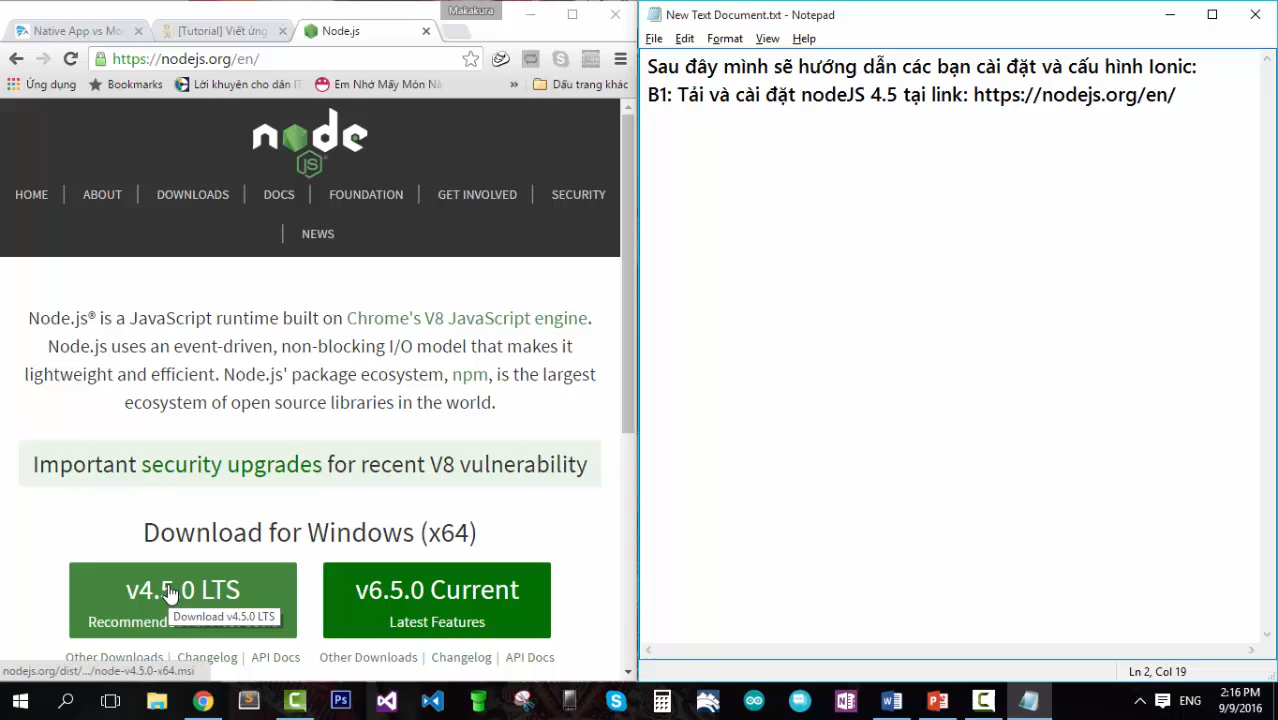 Makakura
Native App vs Mo
[Tutorial] Viết ứng
Node.js
https://nodejs.org/en/
Ứng dụng
Bookmarks
Lời khuyên cho dân IT
Em Nhớ Mấy Món Nà
»
Dấu trang khác
node
JS
HOME
ABOUT
DOWNLOADS
DOCS
FOUNDATION
GET INVOLVED
SECURITY
NEWS
Node.js® is a JavaScript runtime built on Chrome's V8 JavaScript engine.
Node.js uses an event-driven, non-blocking I/O model that makes it
lightweight and efficient. Node.js' package ecosystem, npm, is the largest
ecosystem of open source libraries in the world.
Important security upgrades for recent V8 vulnerability
Download for Windows (x64)
v4.5.0 LTS
Download v4.5.0 LTS
v6.5.0 Current
Latest Features
Other Downloads | Changelog | API Docs
Other Downloads | Changelog | API Docs
nodejs.org/dist/.../node-v4.5.0-x64.msi
New Text Document.txt - Notepad
File Edit Format View Help
Sau đây mình sẽ hướng dẫn các bạn cài đặt và cấu hình Ionic:
B1: Tải và cài đặt nodeJS 4.5 tại link: https://nodejs.org/en/
Ln 2, Col 19
ENG
2:16 PM
9/9/2016